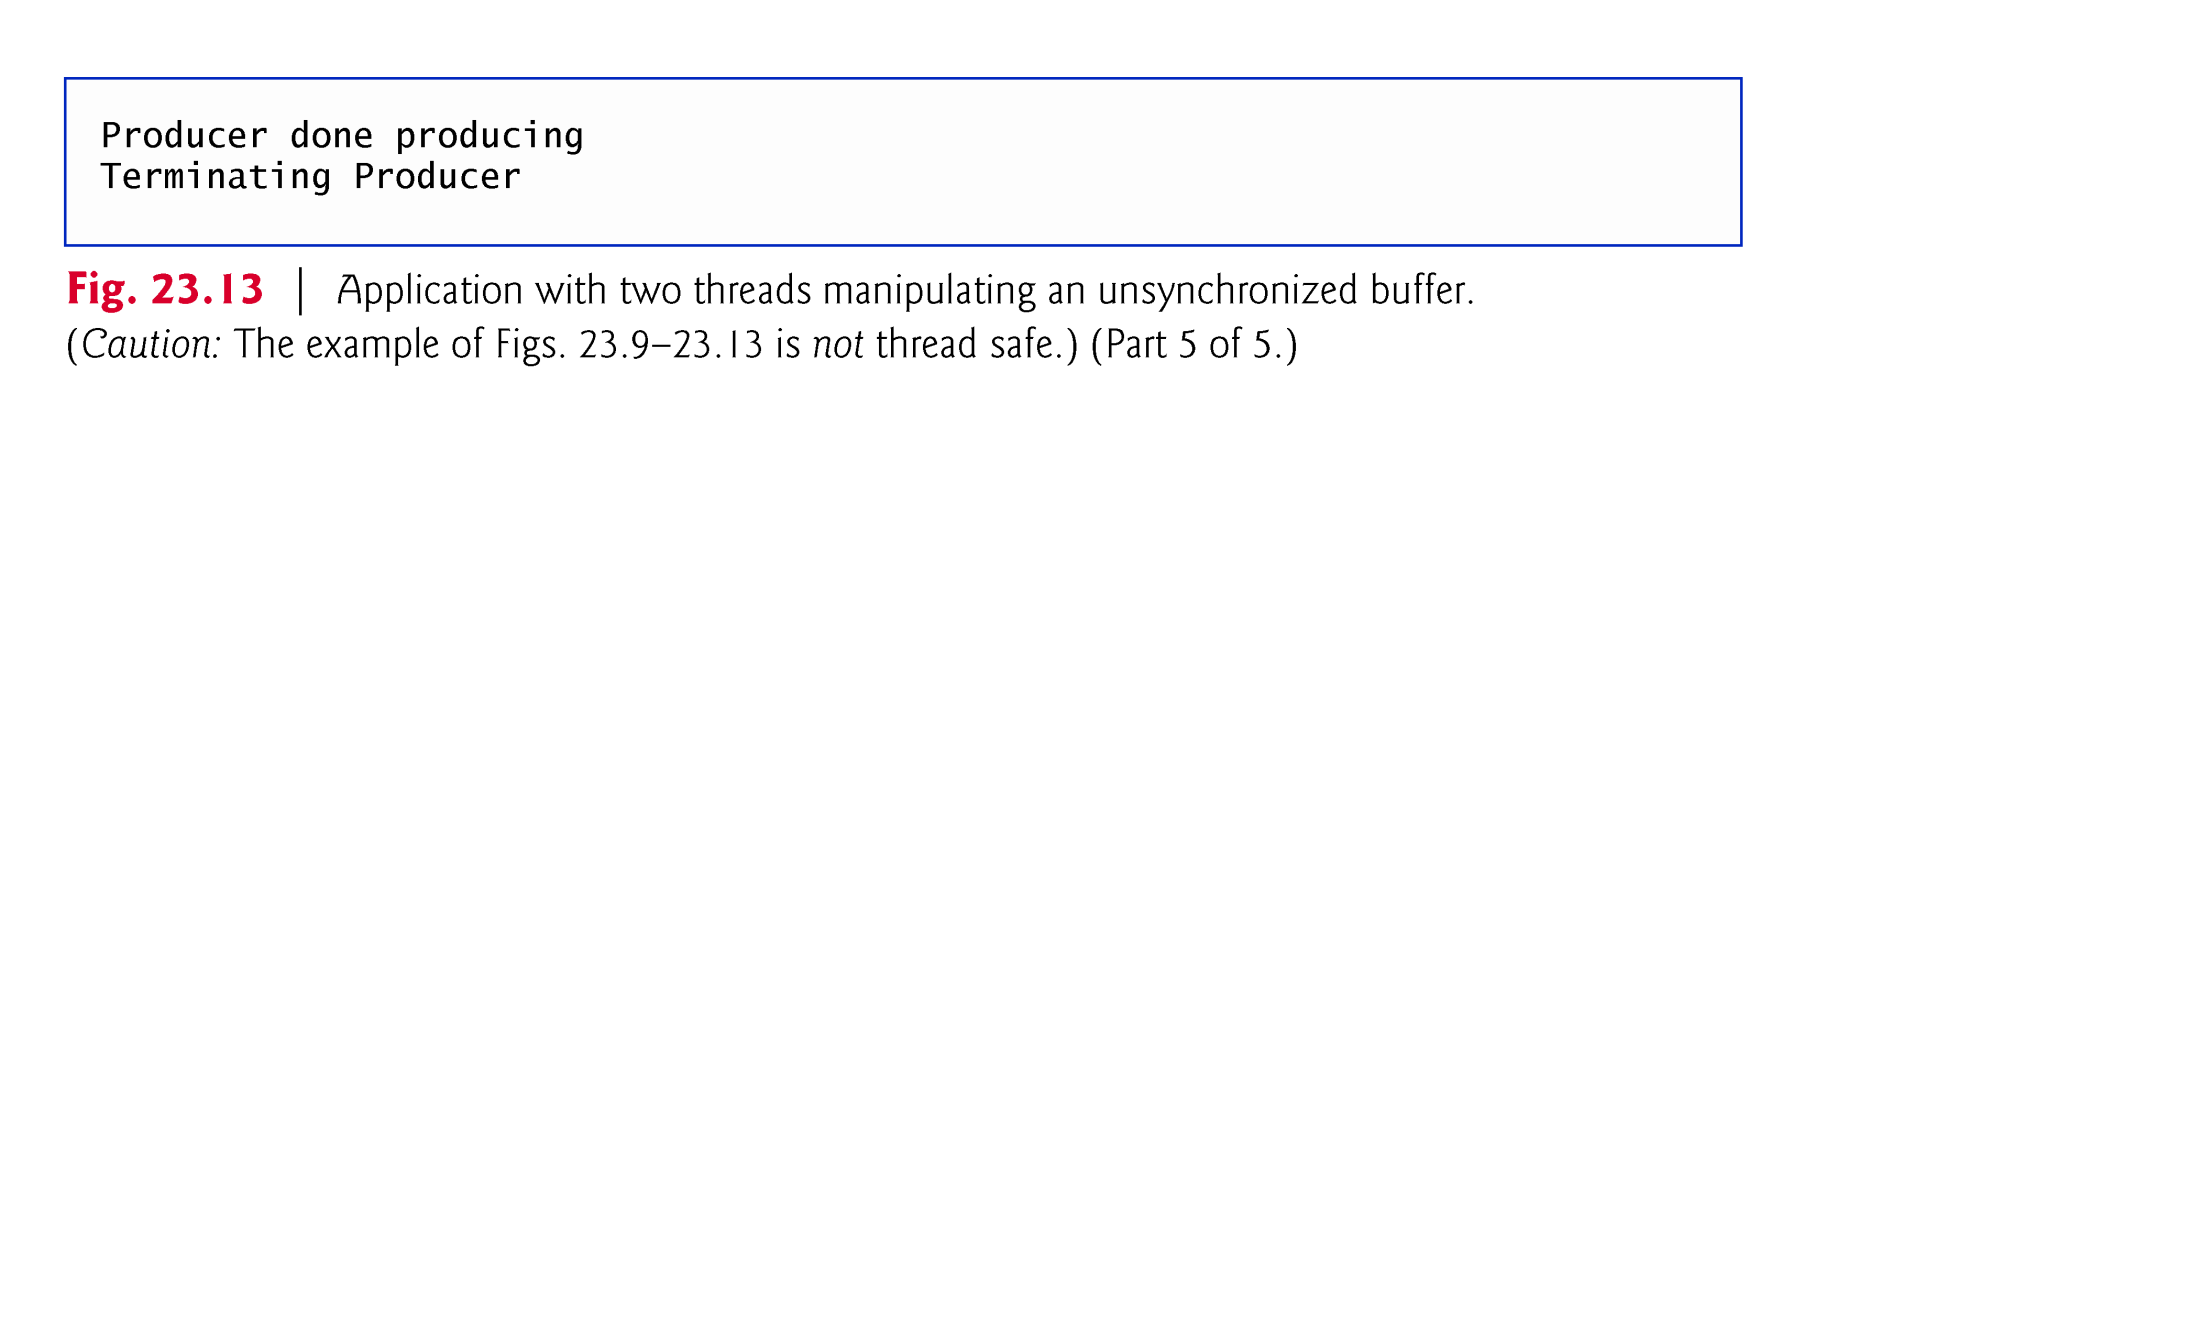 Producer done producing
Terminating Producer
Fig. 23.13 | Application with two threads manipulating an unsynchronized buffer.
(Caution: The example of Figs. 23.9–23.13 is not thread safe.) (Part 5 of 5.)